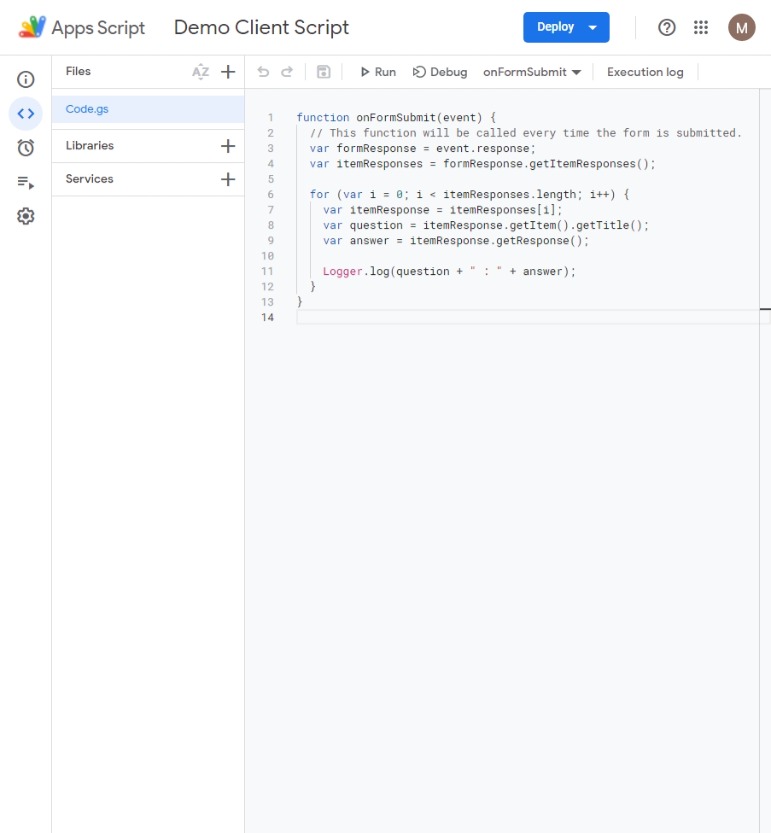 Apps Script
Demo Client Script
Deploy
M
Files
AZ
Run
Debug
onFormSubmit
Execution log
Code.gs
Libraries
Services
1 function onFormSubmit(event) {
2 // This function will be called every time the form is submitted.
3 var formResponse = event.response;
4 var itemResponses = formResponse.getItemResponses();
5
6 for (var i = 0; i < itemResponses.length; i++) {
7 var itemResponse = itemResponses[i];
8 var question = itemResponse.getItem().getTitle();
9 var answer = itemResponse.getResponse();
10
11 Logger.log(question + " : " + answer);
12 }
13 }
14